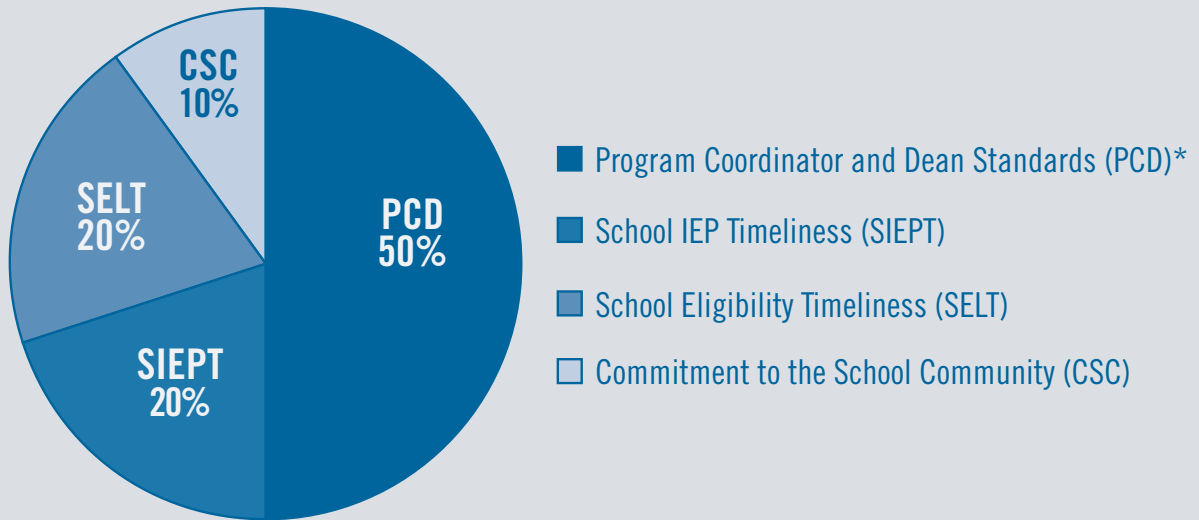 CSC
10%
SELT
20%
PCD
50%
SIEPT
20%
Program Coordinator and Dean Standards (PCD)*
School IEP Timeliness (SIEPT)
School Eligibility Timeliness (SELT)
Commitment to the School Community (CSC)